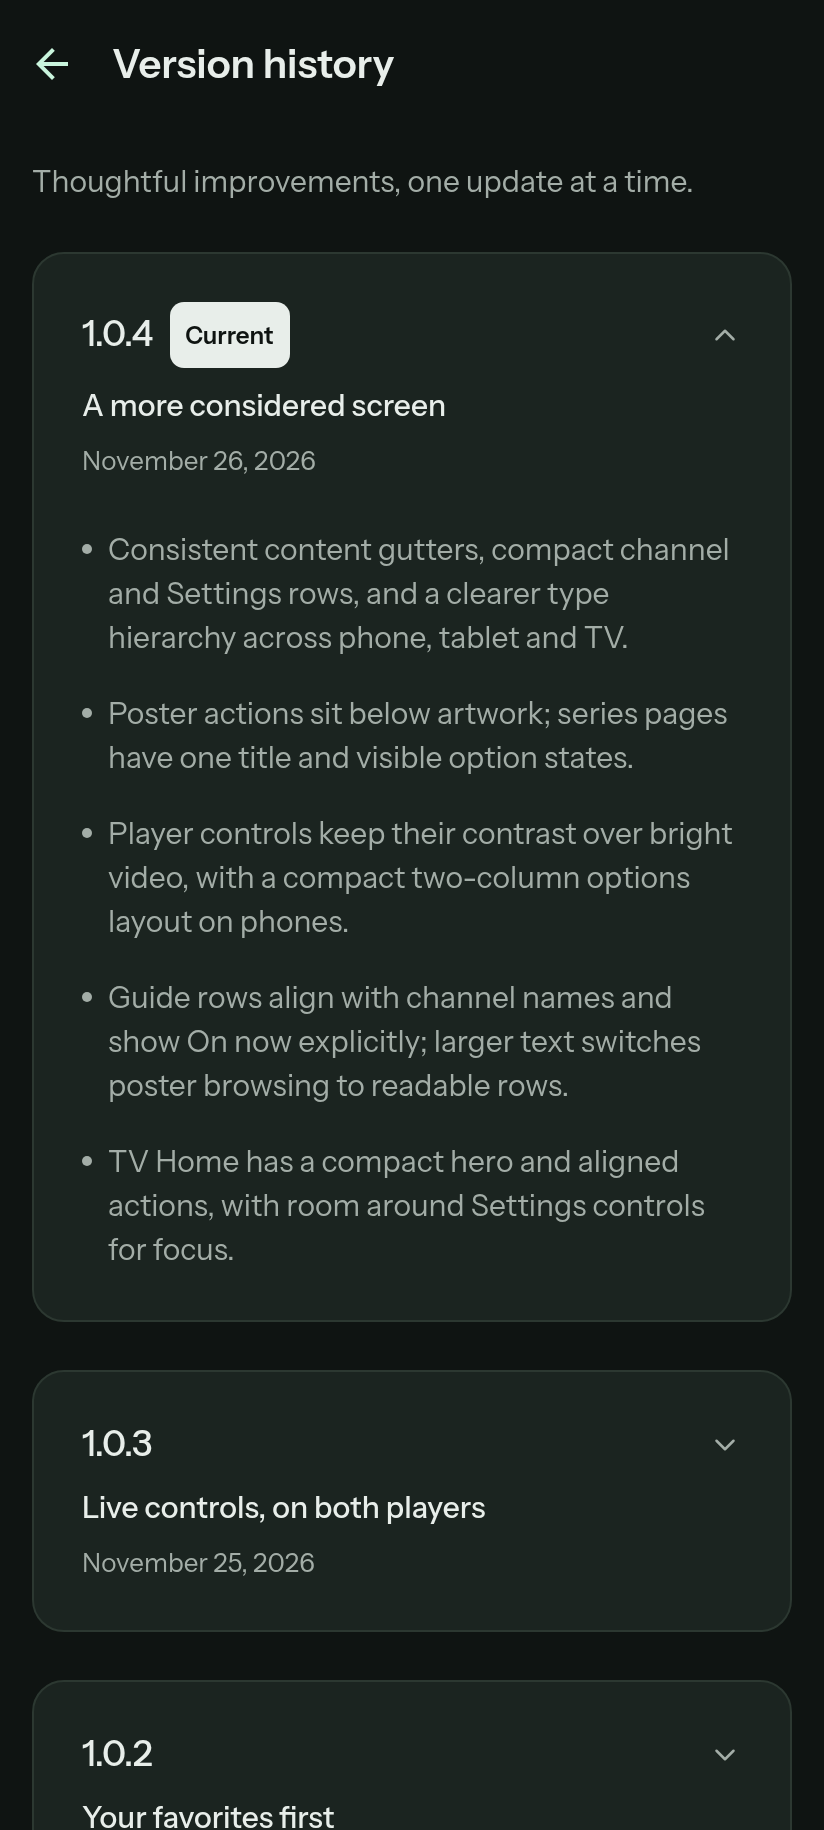 Version history
Thoughtful improvements, one update at a time.
1.0.4 Current
A more considered screen
November 26, 2026
• Consistent content gutters, compact channel
and Settings rows, and a clearer type
hierarchy across phone, tablet and TV.
• Poster actions sit below artwork; series pages
have one title and visible option states.
• Player controls keep their contrast over bright
video, with a compact two-column options
layout on phones.
• Guide rows align with channel names and
show On now explicitly; larger text switches
poster browsing to readable rows.
• TV Home has a compact hero and aligned
actions, with room around Settings controls
for focus.
1.0.3
Live controls, on both players
November 25, 2026
1.0.2
Your favorites first